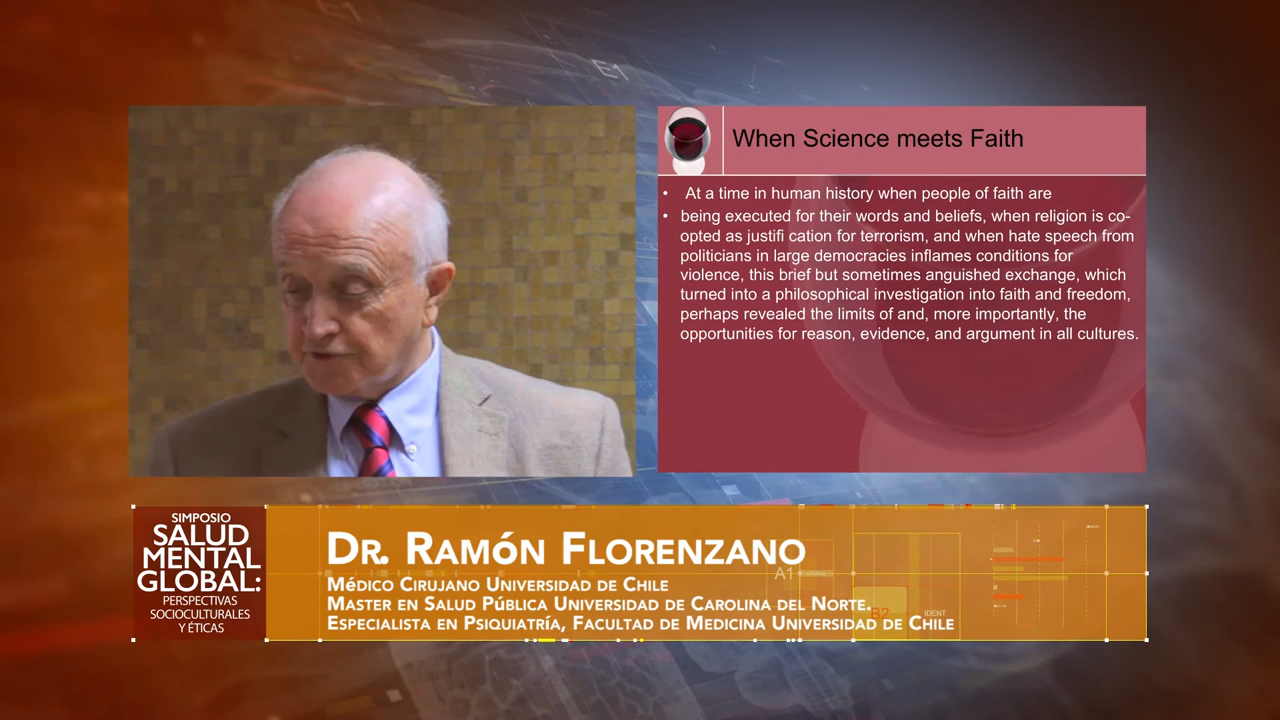 When Science meets Faith
• At a time in human history when people of faith are
• being executed for their words and beliefs, when religion is co-
opted as justifi cation for terrorism, and when hate speech from
politicians in large democracies inflames conditions for
violence, this brief but sometimes anguished exchange, which
turned into a philosophical investigation into faith and freedom,
perhaps revealed the limits of and, more importantly, the
opportunities for reason, evidence, and argument in all cultures.
SIMPOSIO
SALUD
MENTAL
GLOBAL:
PERSPECTIVAS
SOCIOCULTURALES
Y ÉTICAS
DR. RAMÓN FLORENZANO
MÉDICO CIRUJANO UNIVERSIDAD DE CHILE
MASTER EN SALUD PÚBLICA UNIVERSIDAD DE CAROLINA DEL NORTE.
ESPECIALISTA EN PSIQUIATRÍA, FACULTAD DE MEDICINA UNIVERSIDAD DE CHILE
E1
A1
B2
IDENT